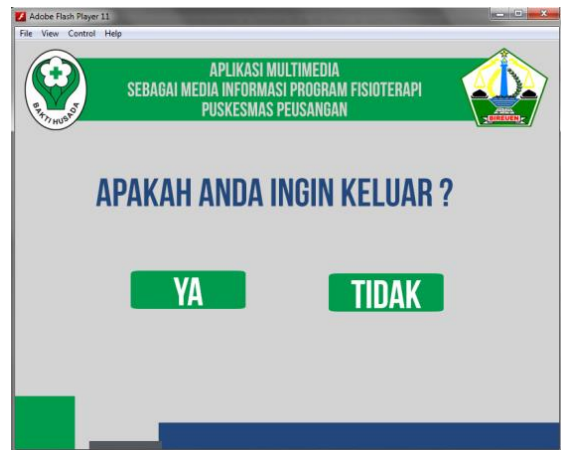 Adobe Flash Player 11
File View Control Help
APLIKASI MULTIMEDIA
SEBAGAI MEDIA INFORMASI PROGRAM FISIOTERAPI
PUSKESMAS PEUSANGAN
BAKTI HUSADA
BIREUEN
APAKAH ANDA INGIN KELUAR ?
YA
TIDAK